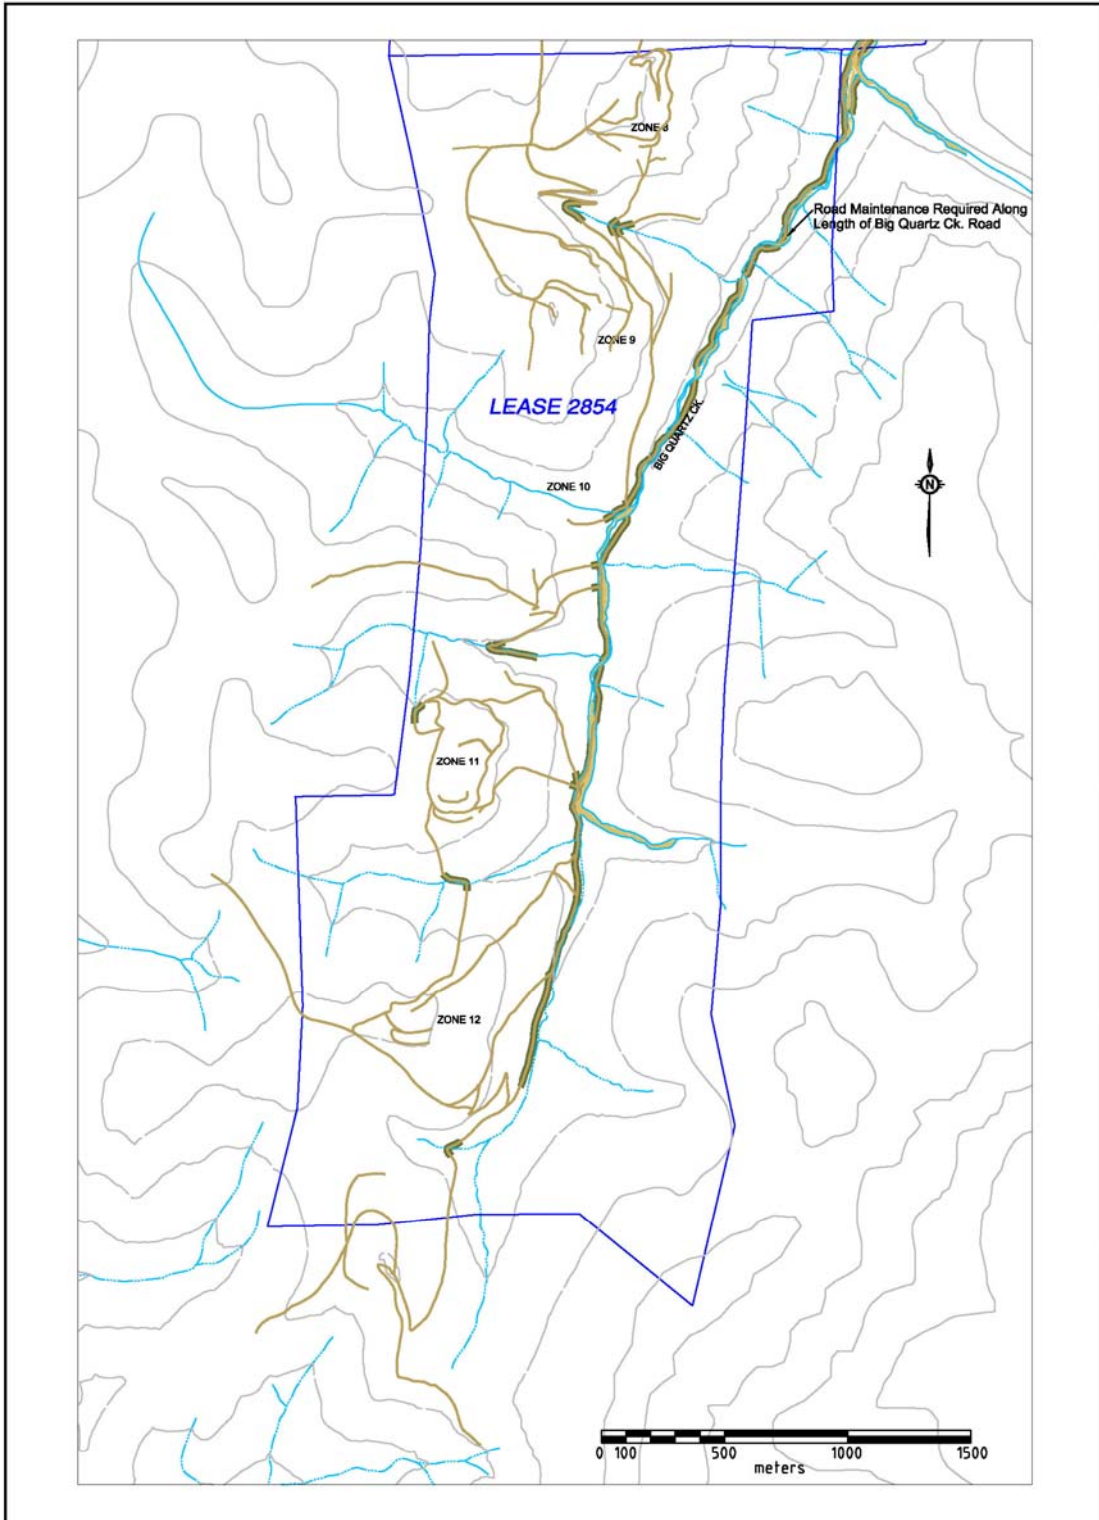 ZONE 8
Road Maintenance Required Along
Length of Big Quartz Ck. Road
ZONE 9
LEASE 2854
BIG QUARTZ CK.
ZONE 10
N
ZONE 11
ZONE 12
0 100 500 1000 1500
meters